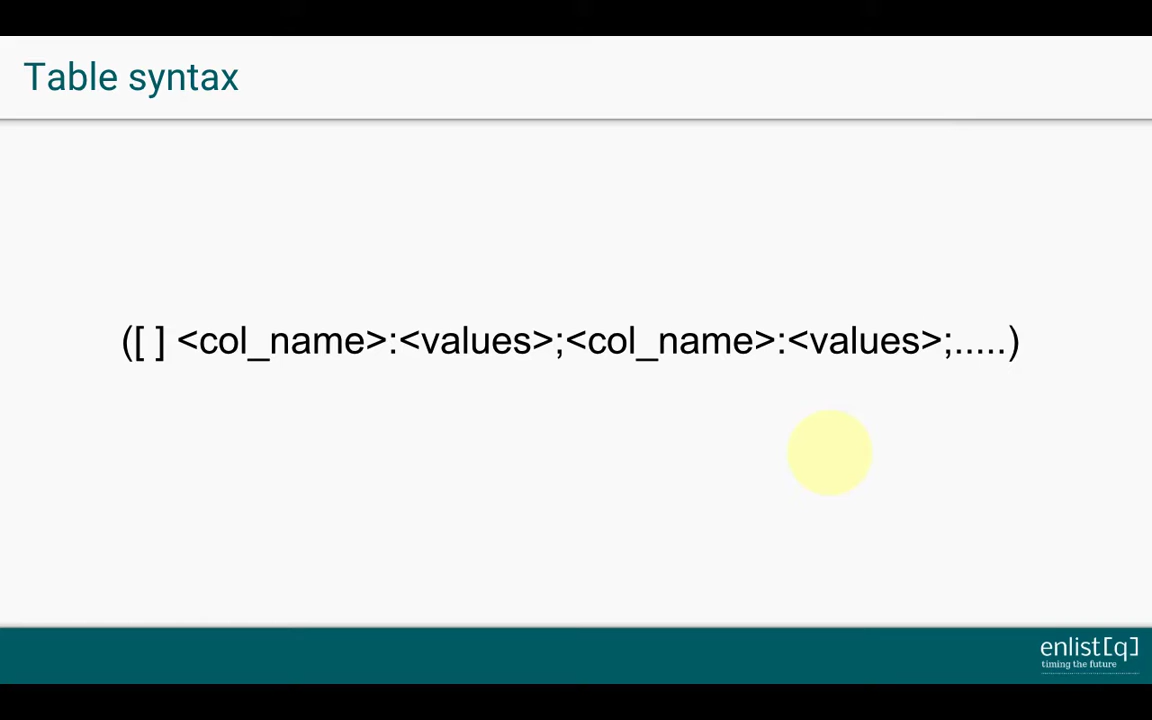 Table syntax
([ ] <col_name>:<values>;<col_name>:<values>;.....)
enlist[q]
timing the future